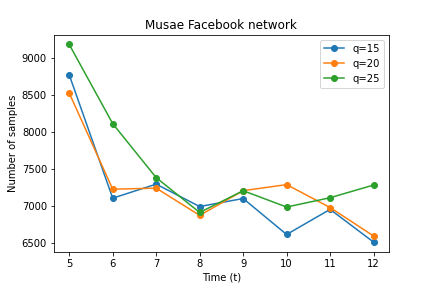 Musae Facebook network
q=15
q=20
q=25
Number of samples
9000
8500
8000
7500
7000
6500
5 6 7 8 9 10 11 12
Time (t)